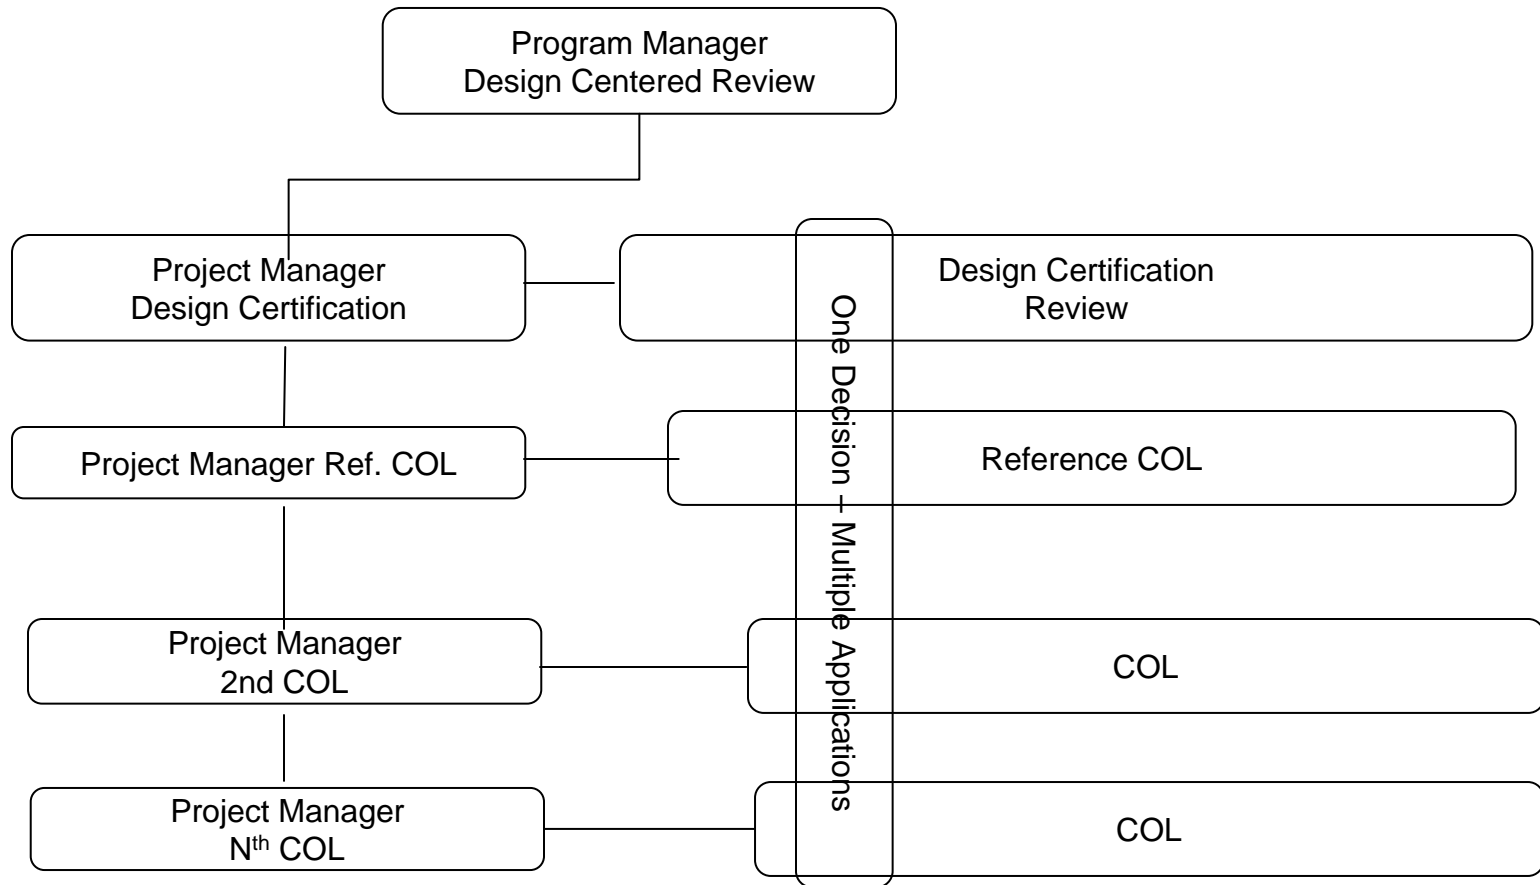 Program Manager
Design Centered Review
Project Manager
Design Certification
Design Certification
Review
One Decision – Multiple Applications
Project Manager Ref. COL
Reference COL
Project Manager
2nd COL
COL
Project Manager
Nth COL
COL